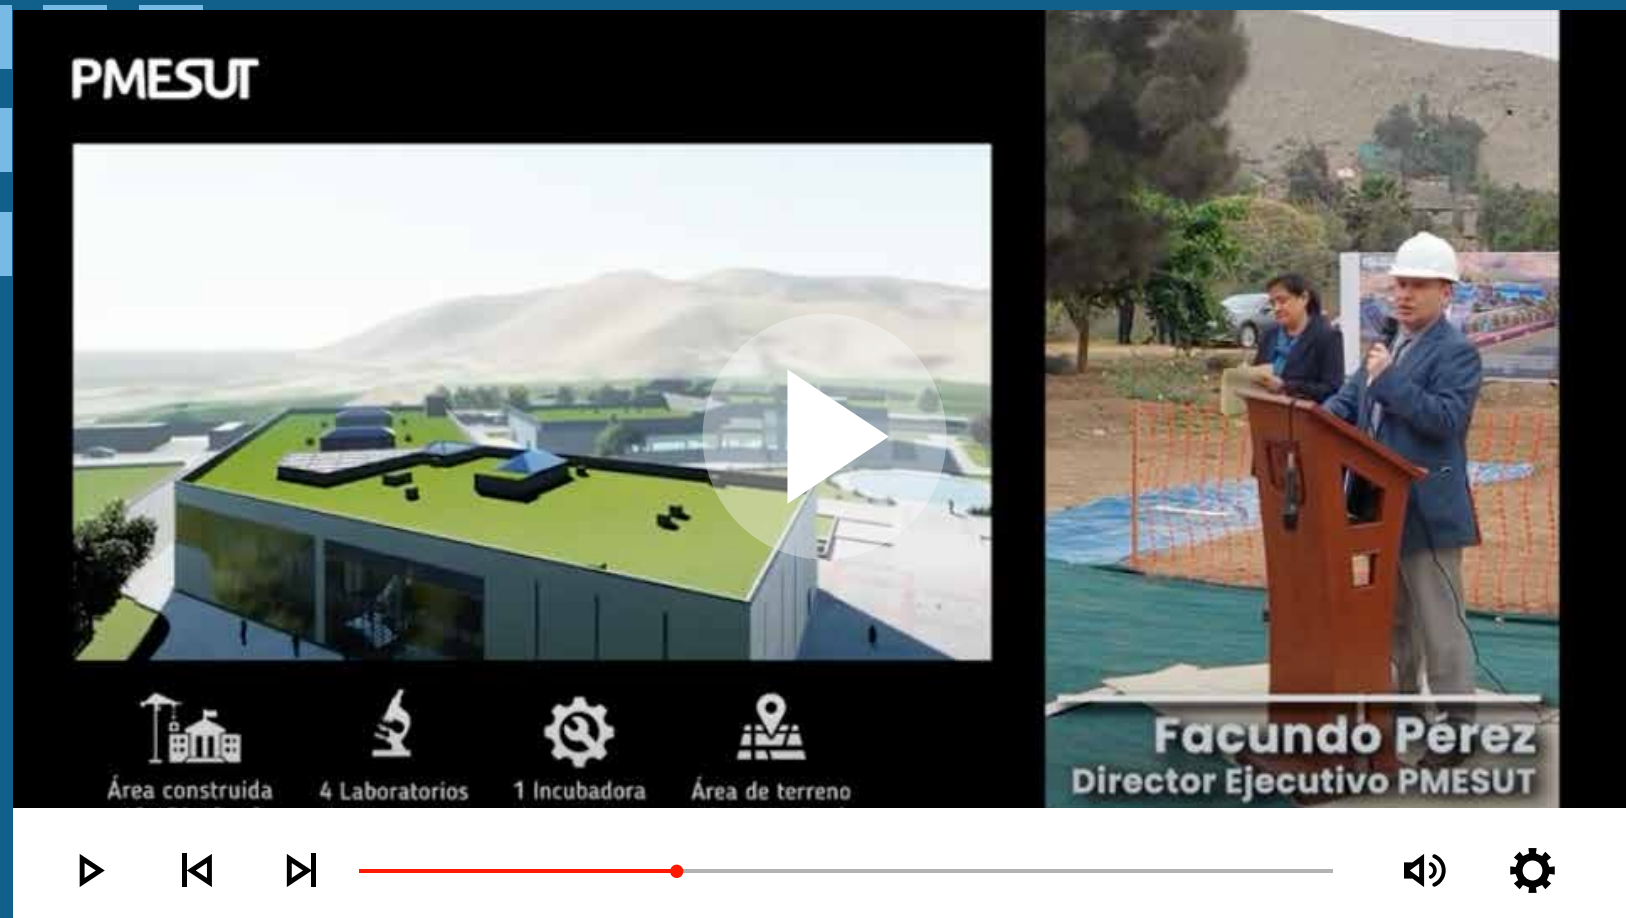 PMESUT
Área construida
4 Laboratorios
1 Incubadora
Área de terreno
Facundo Pérez
Director Ejecutivo PMESUT